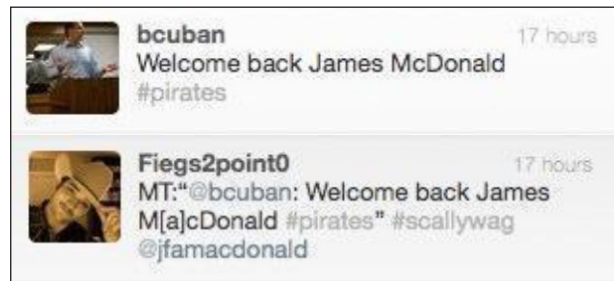 bcuban 17 hours
Welcome back James McDonald
#pirates
Fiegs2point0 17 hours
MT:“@bcuban: Welcome back James
M[a]cDonald #pirates” #scallywag
@jfamacdonald